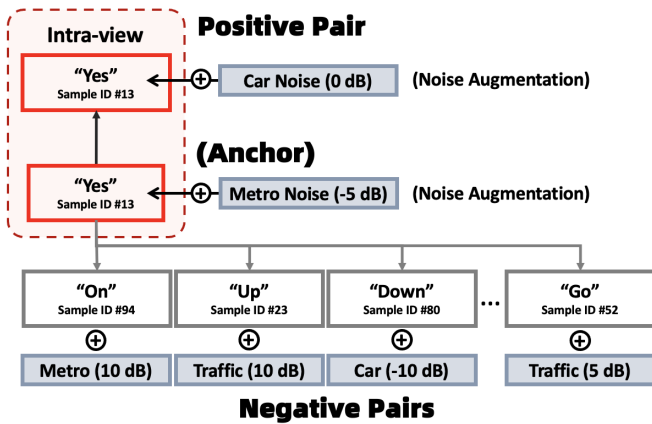 Intra-view
Positive Pair
“Yes”
Sample ID #13
Car Noise (0 dB)
(Noise Augmentation)
(Anchor)
“Yes”
Sample ID #13
Metro Noise (-5 dB)
(Noise Augmentation)
“On”
Sample ID #94
“Up”
Sample ID #23
“Down”
Sample ID #80
...
“Go”
Sample ID #52
Metro (10 dB)
Traffic (10 dB)
Car (-10 dB)
Traffic (5 dB)
Negative Pairs